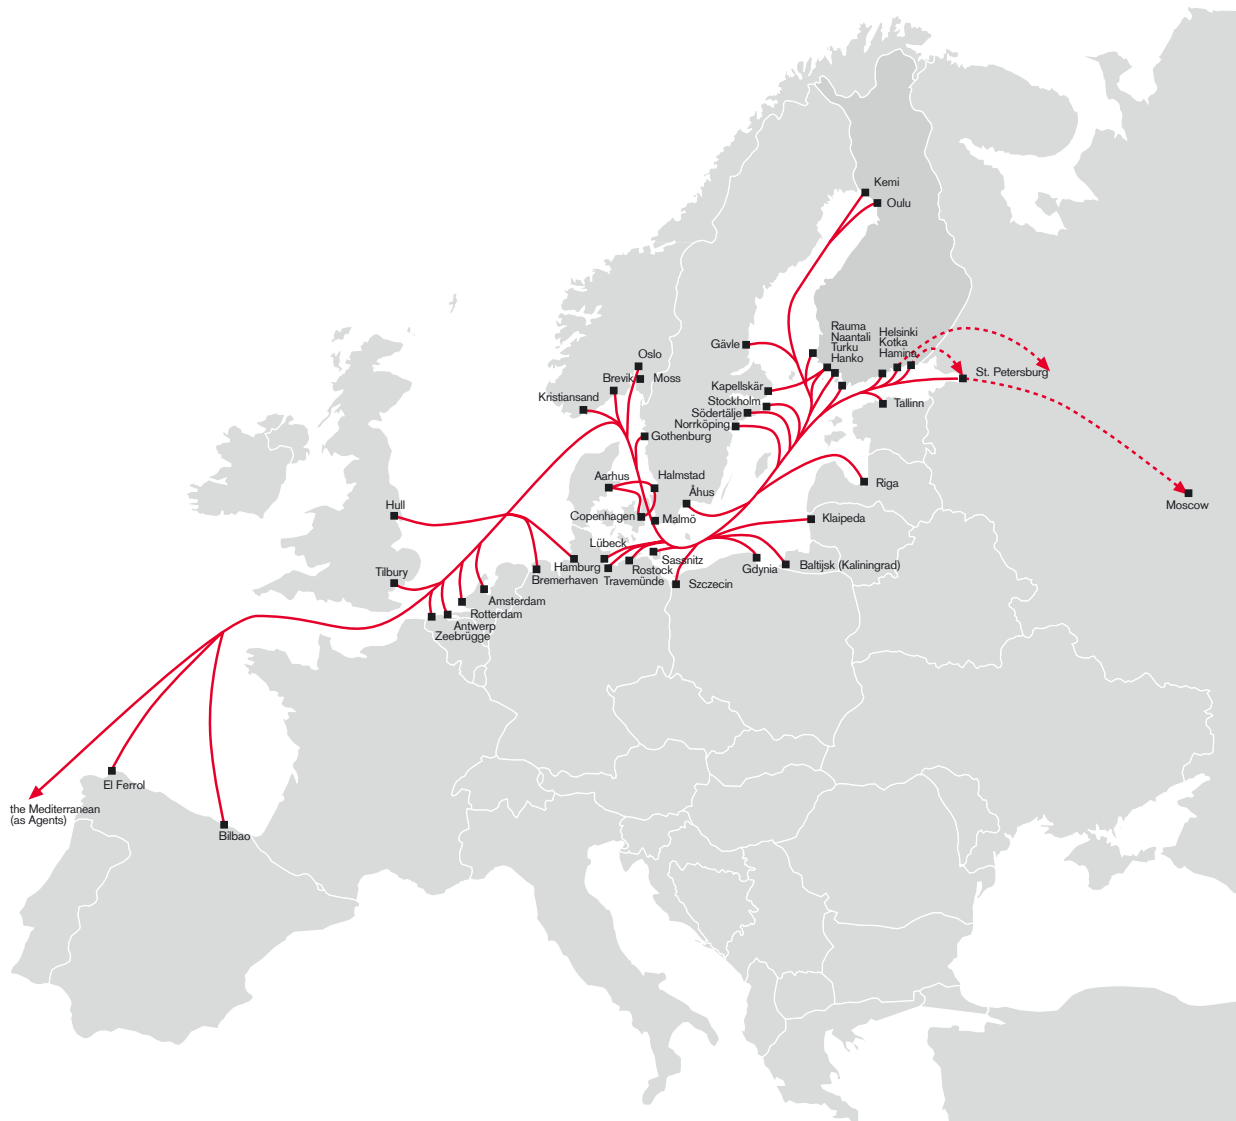 Kemi
Oulu
Rauma
Naantali
Turku
Hanko
Helsinki
Kotka
Hamina
Gävle
Oslo
Brevik
Moss
Kristiansand
Kapellskär
Stockholm
Södertälje
Norrköping
St. Petersburg
Tallinn
Gothenburg
Aarhus
Halmstad
Åhus
Riga
Moscow
Hull
Copenhagen
Malmö
Klaipeda
Lübeck
Hamburg
Sassnitz
Rostock
Bremerhaven
Travemünde
Gdynia
Baltijsk (Kaliningrad)
Szczecin
Tilbury
Amsterdam
Rotterdam
Antwerp
Zeebrügge
El Ferrol
the Mediterranean
(as Agents)
Bilbao